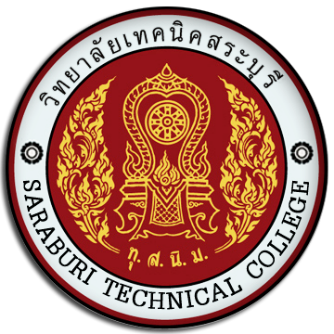 วิทยาลัยเทคนิคสระบุรี
กุ. ส. นิ. ม.
SARABURI TECHNICAL COLLEGE